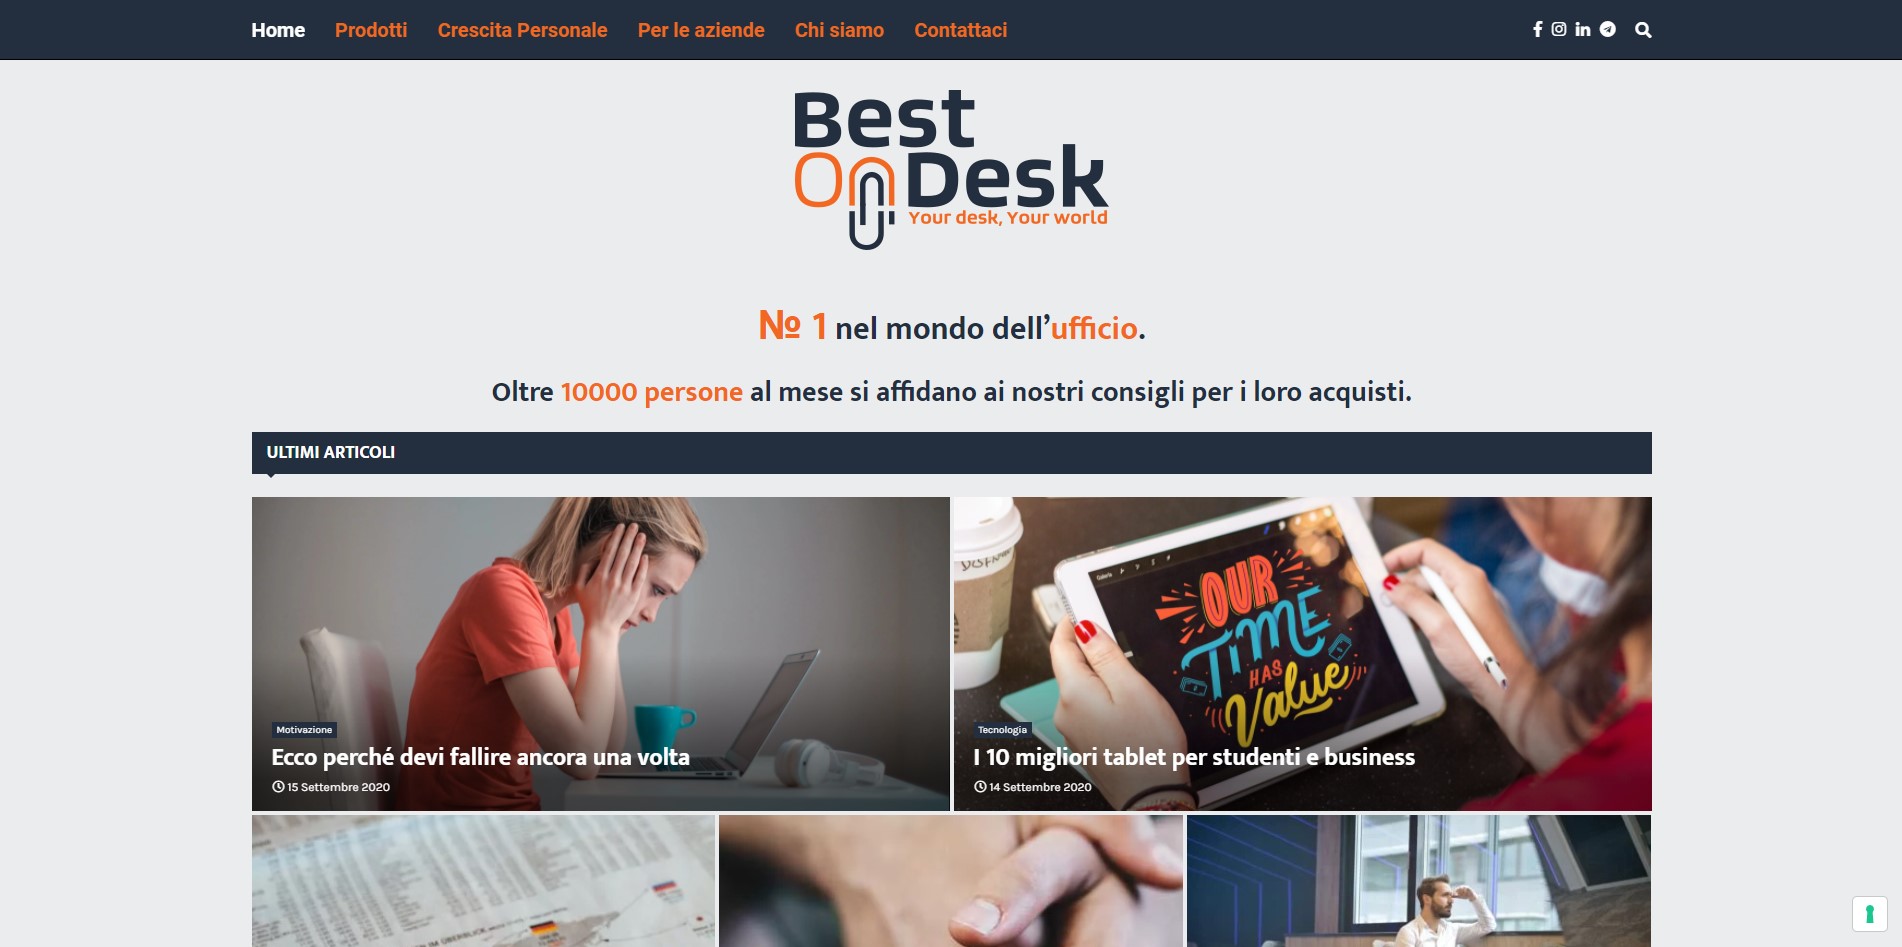 Home Prodotti Crescita Personale Per le aziende Chi siamo Contattaci
Best
On Desk
Your desk, Your world
№ 1 nel mondo dell’ufficio.
Oltre 10000 persone al mese si affidano ai nostri consigli per i loro acquisti.
ULTIMI ARTICOLI
OUR
TIME
HAS
Value
Motivazione
Ecco perché devi fallire ancora una volta
15 Settembre 2020
Tecnologia
I 10 migliori tablet per studenti e business
14 Settembre 2020